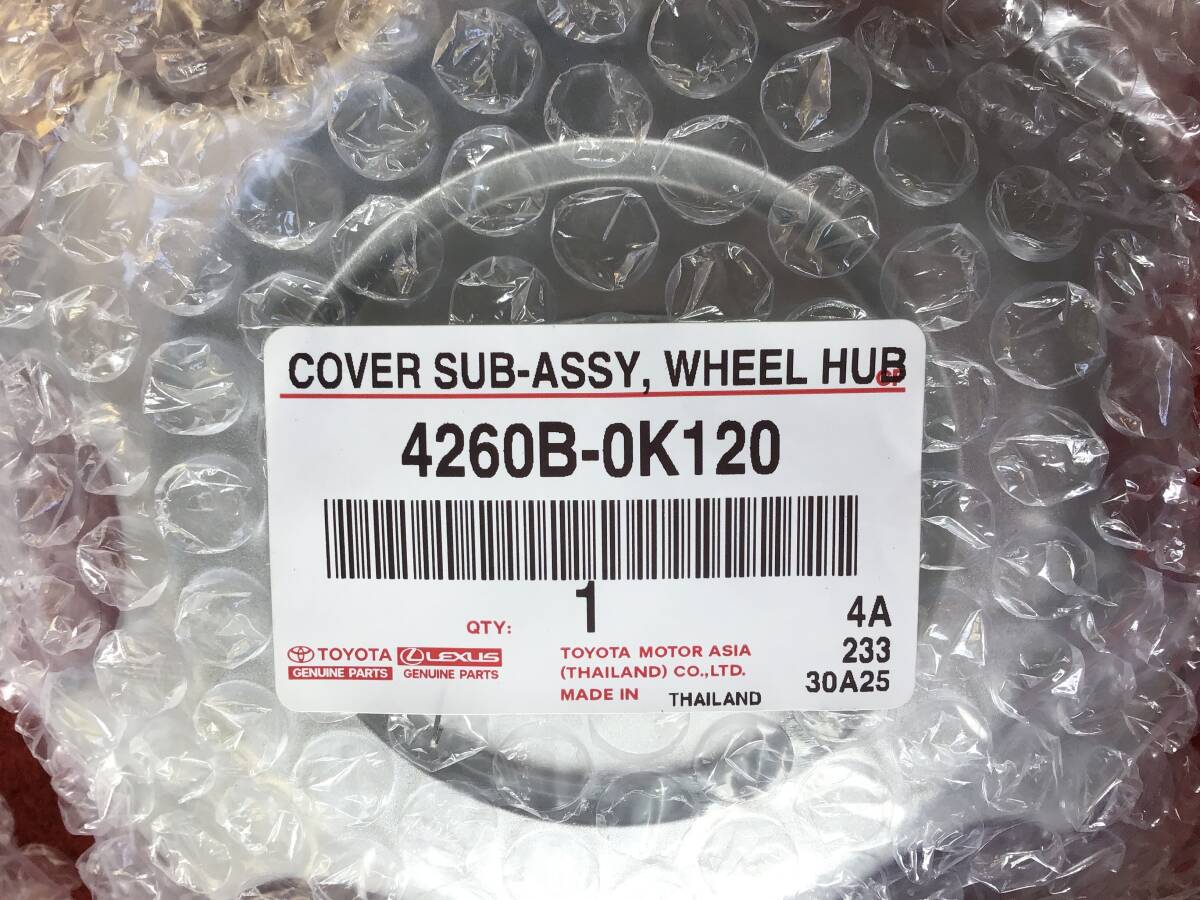 COVER SUB-ASSY, WHEEL HUB
4260B-0K120
QTY: 1
4A
233
30A25
TOYOTA
GENUINE PARTS
LEXUS
GENUINE PARTS
TOYOTA MOTOR ASIA
(THAILAND) CO.,LTD.
MADE IN THAILAND